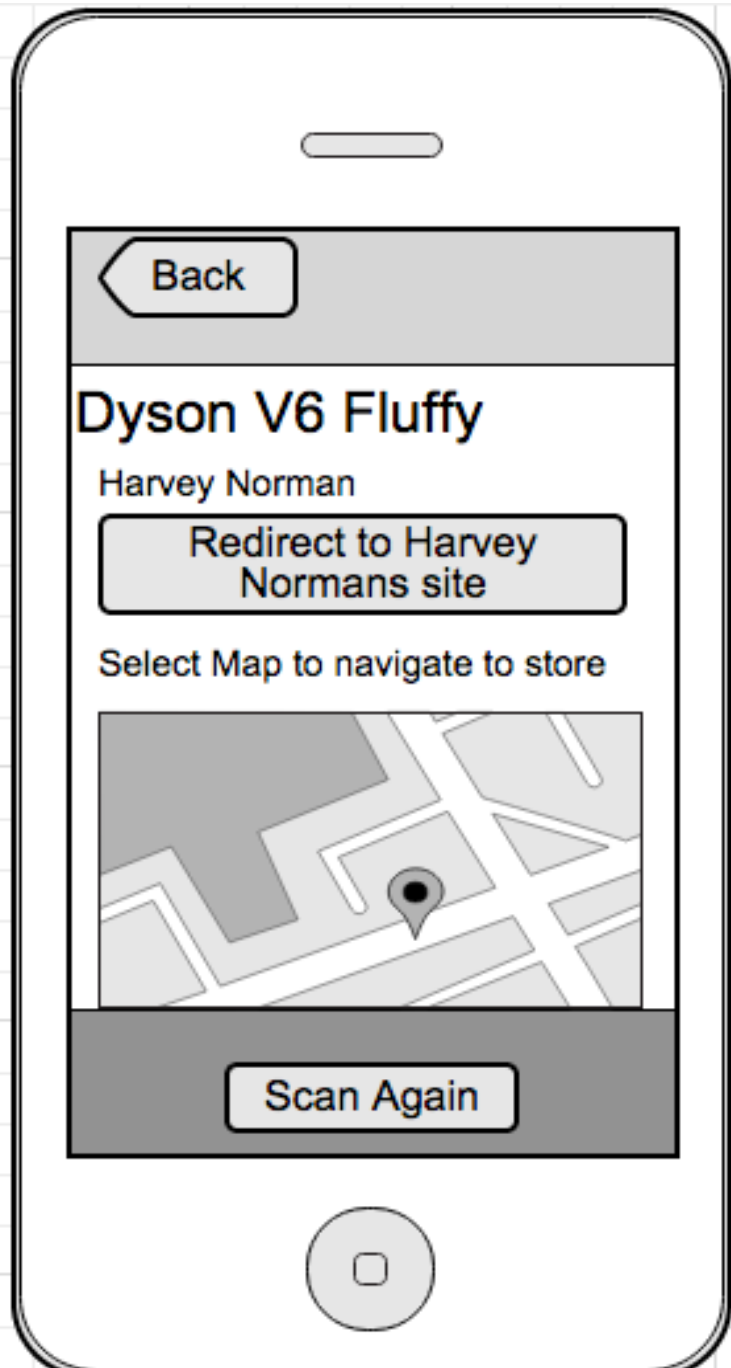 Back
Dyson V6 Fluffy
Harvey Norman
Redirect to Harvey
Normans site
Select Map to navigate to store
Scan Again